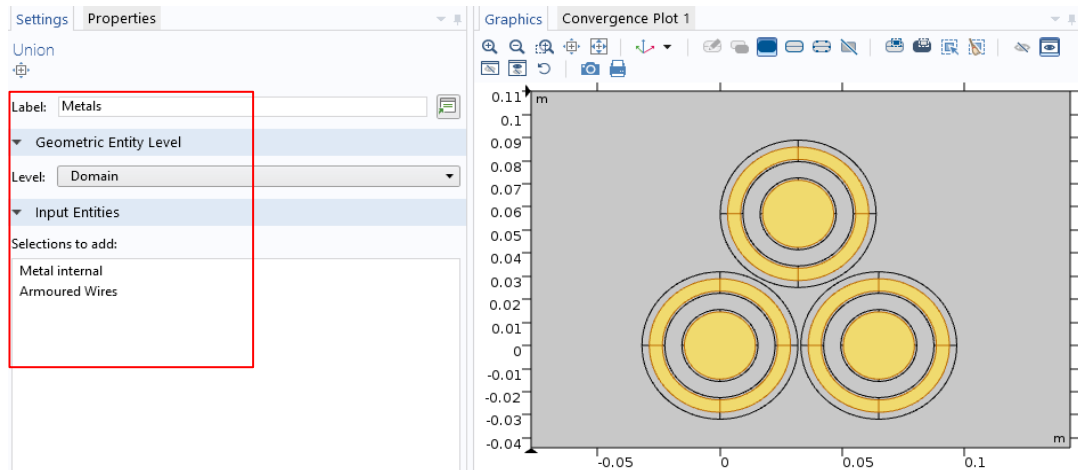 Settings Properties
Union
Label: Metals
Geometric Entity Level
Level: Domain
Input Entities
Selections to add:
Metal internal
Armoured Wires
Graphics Convergence Plot 1
0.11 m
0.1
0.09
0.08
0.07
0.06
0.05
0.04
0.03
0.02
0.01
0
-0.01
-0.02
-0.03
-0.04 m
-0.05 0 0.05 0.1